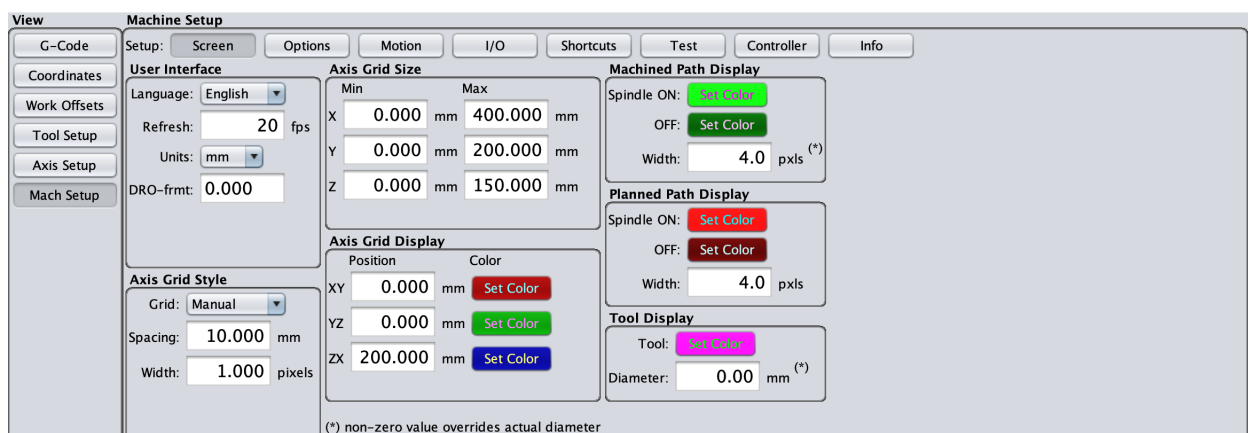 View
G-Code
Coordinates
Work Offsets
Tool Setup
Axis Setup
Mach Setup
Machine Setup
Setup: Screen Options Motion I/O Shortcuts Test Controller Info
User Interface
Language: English
Refresh: 20 fps
Units: mm
DRO-frmt: 0.000
Axis Grid Style
Grid: Manual
Spacing: 10.000 mm
Width: 1.000 pixels
Axis Grid Size
Min Max
X 0.000 mm 400.000 mm
Y 0.000 mm 200.000 mm
Z 0.000 mm 150.000 mm
Axis Grid Display
Position Color
XY 0.000 mm Set Color
YZ 0.000 mm Set Color
ZX 200.000 mm Set Color
(*) non-zero value overrides actual diameter
Machined Path Display
Spindle ON: Set Color
OFF: Set Color
Width: 4.0 pxls (*)
Planned Path Display
Spindle ON: Set Color
OFF: Set Color
Width: 4.0 pxls
Tool Display
Tool: Set Color
Diameter: 0.00 mm (*)